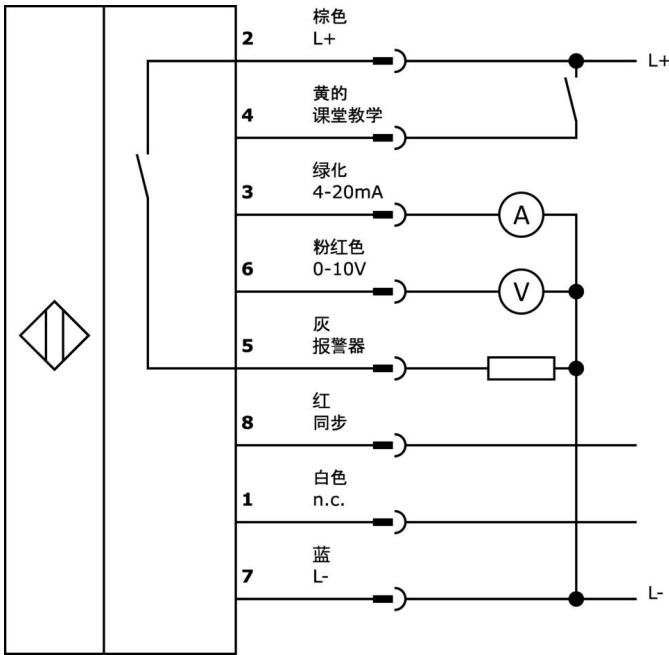 棕色
2 L+
L+
黄的
4 课堂教学
绿化
3 4-20mA
A
粉红色
6 0-10V
V
灰
5 报警器
红
8 同步
白色
1 n.c.
蓝
7 L-
L-